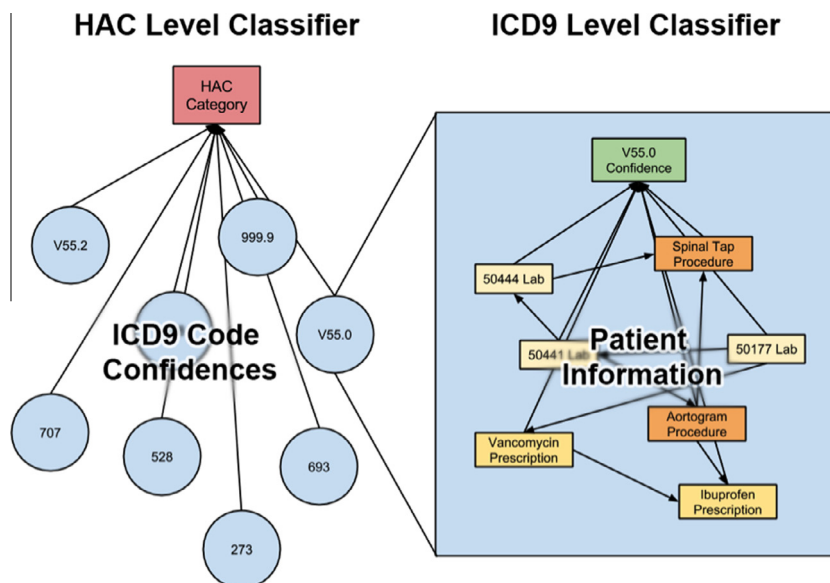 HAC Level Classifier
ICD9 Level Classifier
HAC
Category
V55.2
999.9
V55.0
ICD9 Code
Confidences
707
528
693
273
V55.0
Confidence
Spinal Tap
Procedure
50444 Lab
50441 Lab
50177 Lab
Patient
Information
Aortogram
Procedure
Vancomycin
Prescription
Ibuprofen
Prescription